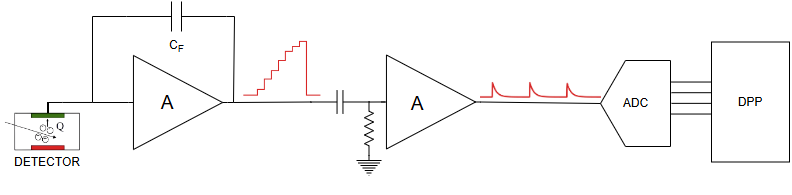 C_F
A
A
Q
ADC
DPP
DETECTOR